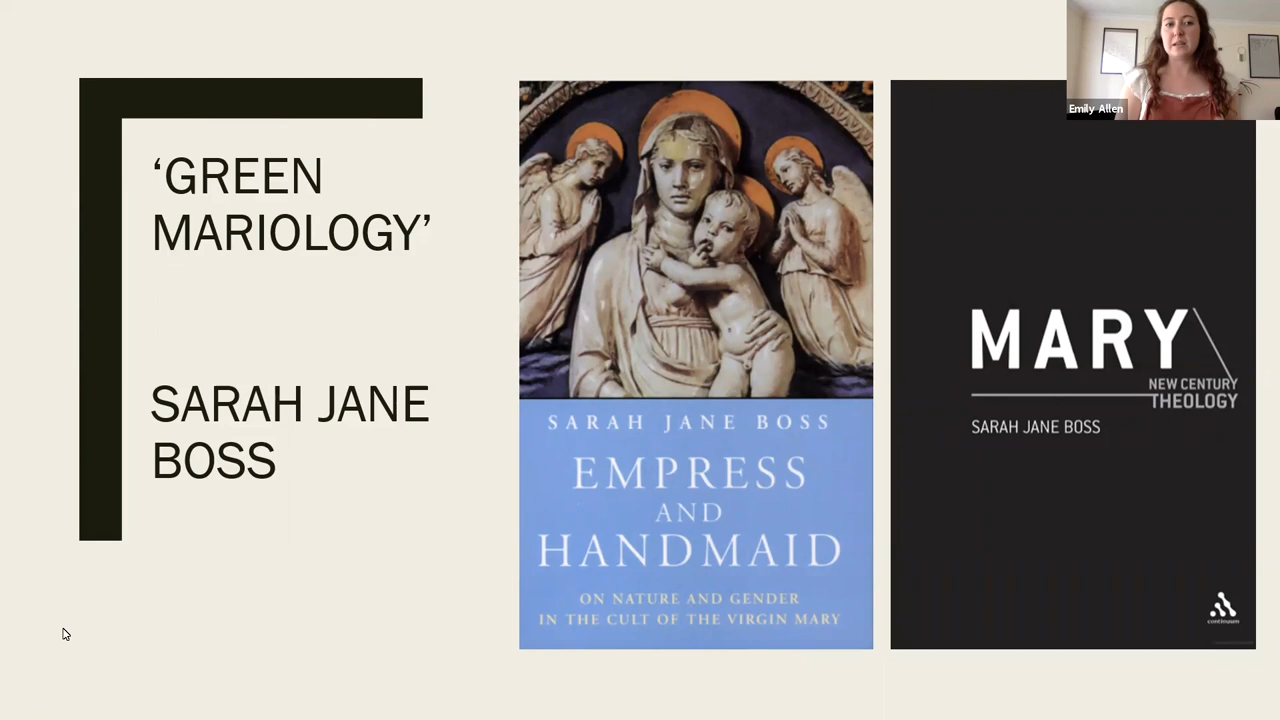 ‘GREEN
MARIOLOGY’
SARAH JANE
BOSS
SARAH JANE BOSS
EMPRESS
AND
HANDMAID
ON NATURE AND GENDER
IN THE CULT OF THE VIRGIN MARY
MARY
NEW CENTURY
THEOLOGY
SARAH JANE BOSS
continuum
Emily Allen